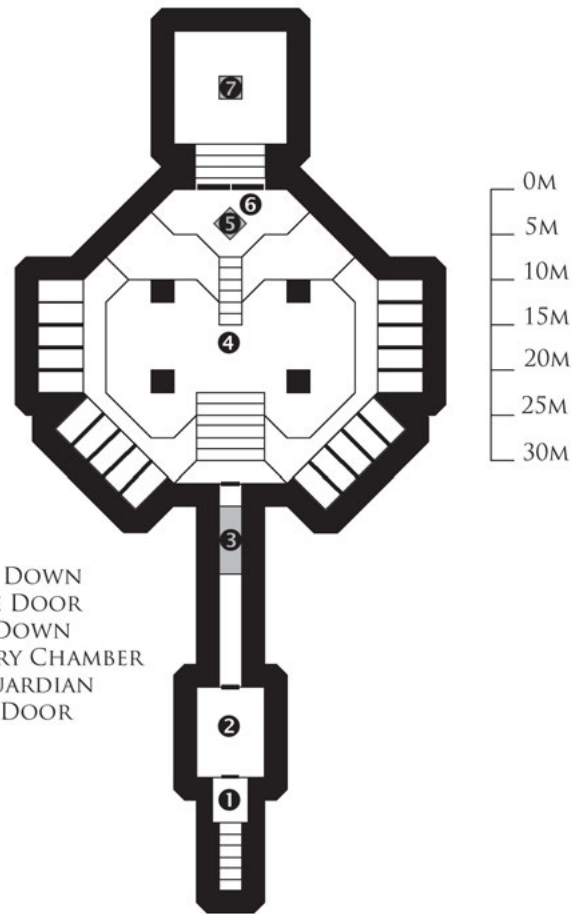 7
6
5
4
3
2
1
0M
5M
10M
15M
20M
25M
30M
DOWN
DOOR
DOWN
RY CHAMBER
UARDIAN
DOOR